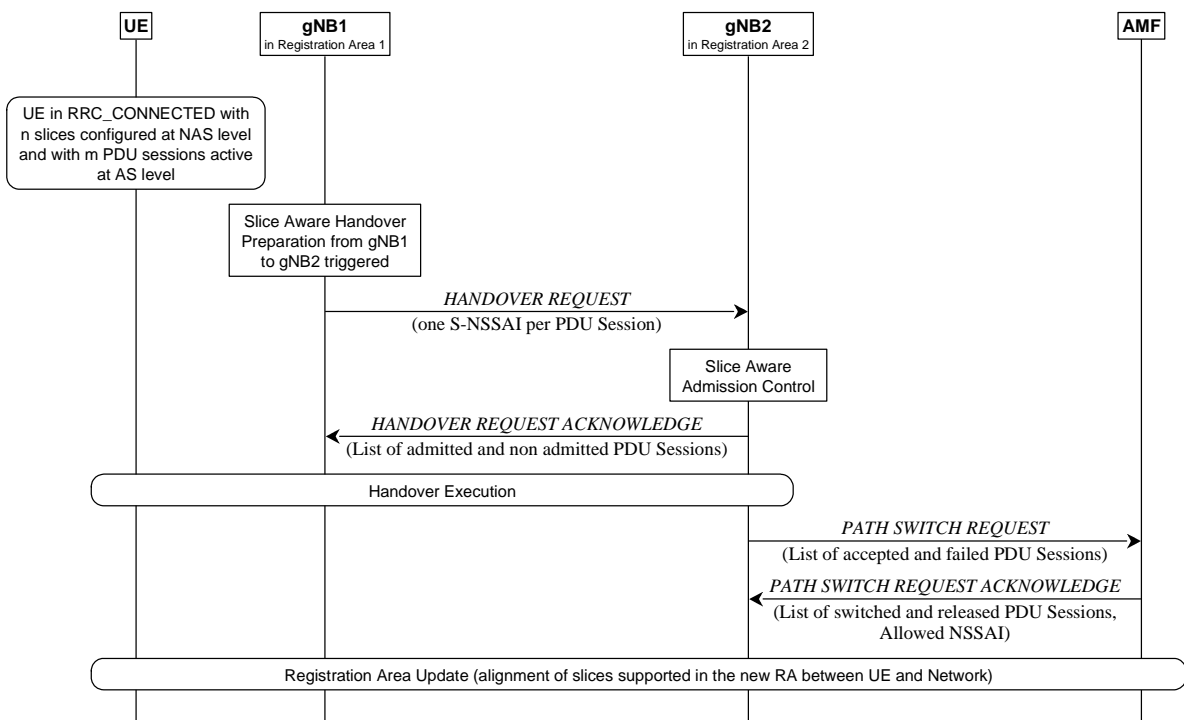 UE
gNB1
in Registration Area 1
gNB2
in Registration Area 2
AMF
UE in RRC_CONNECTED with
n slices configured at NAS level
and with m PDU sessions active
at AS level
Slice Aware Handover
Preparation from gNB1
to gNB2 triggered
HANDOVER REQUEST
(one S-NSSAI per PDU Session)
Slice Aware
Admission Control
HANDOVER REQUEST ACKNOWLEDGE
(List of admitted and non admitted PDU Sessions)
Handover Execution
PATH SWITCH REQUEST
(List of accepted and failed PDU Sessions)
PATH SWITCH REQUEST ACKNOWLEDGE
(List of switched and released PDU Sessions,
Allowed NSSAI)
Registration Area Update (alignment of slices supported in the new RA between UE and Network)